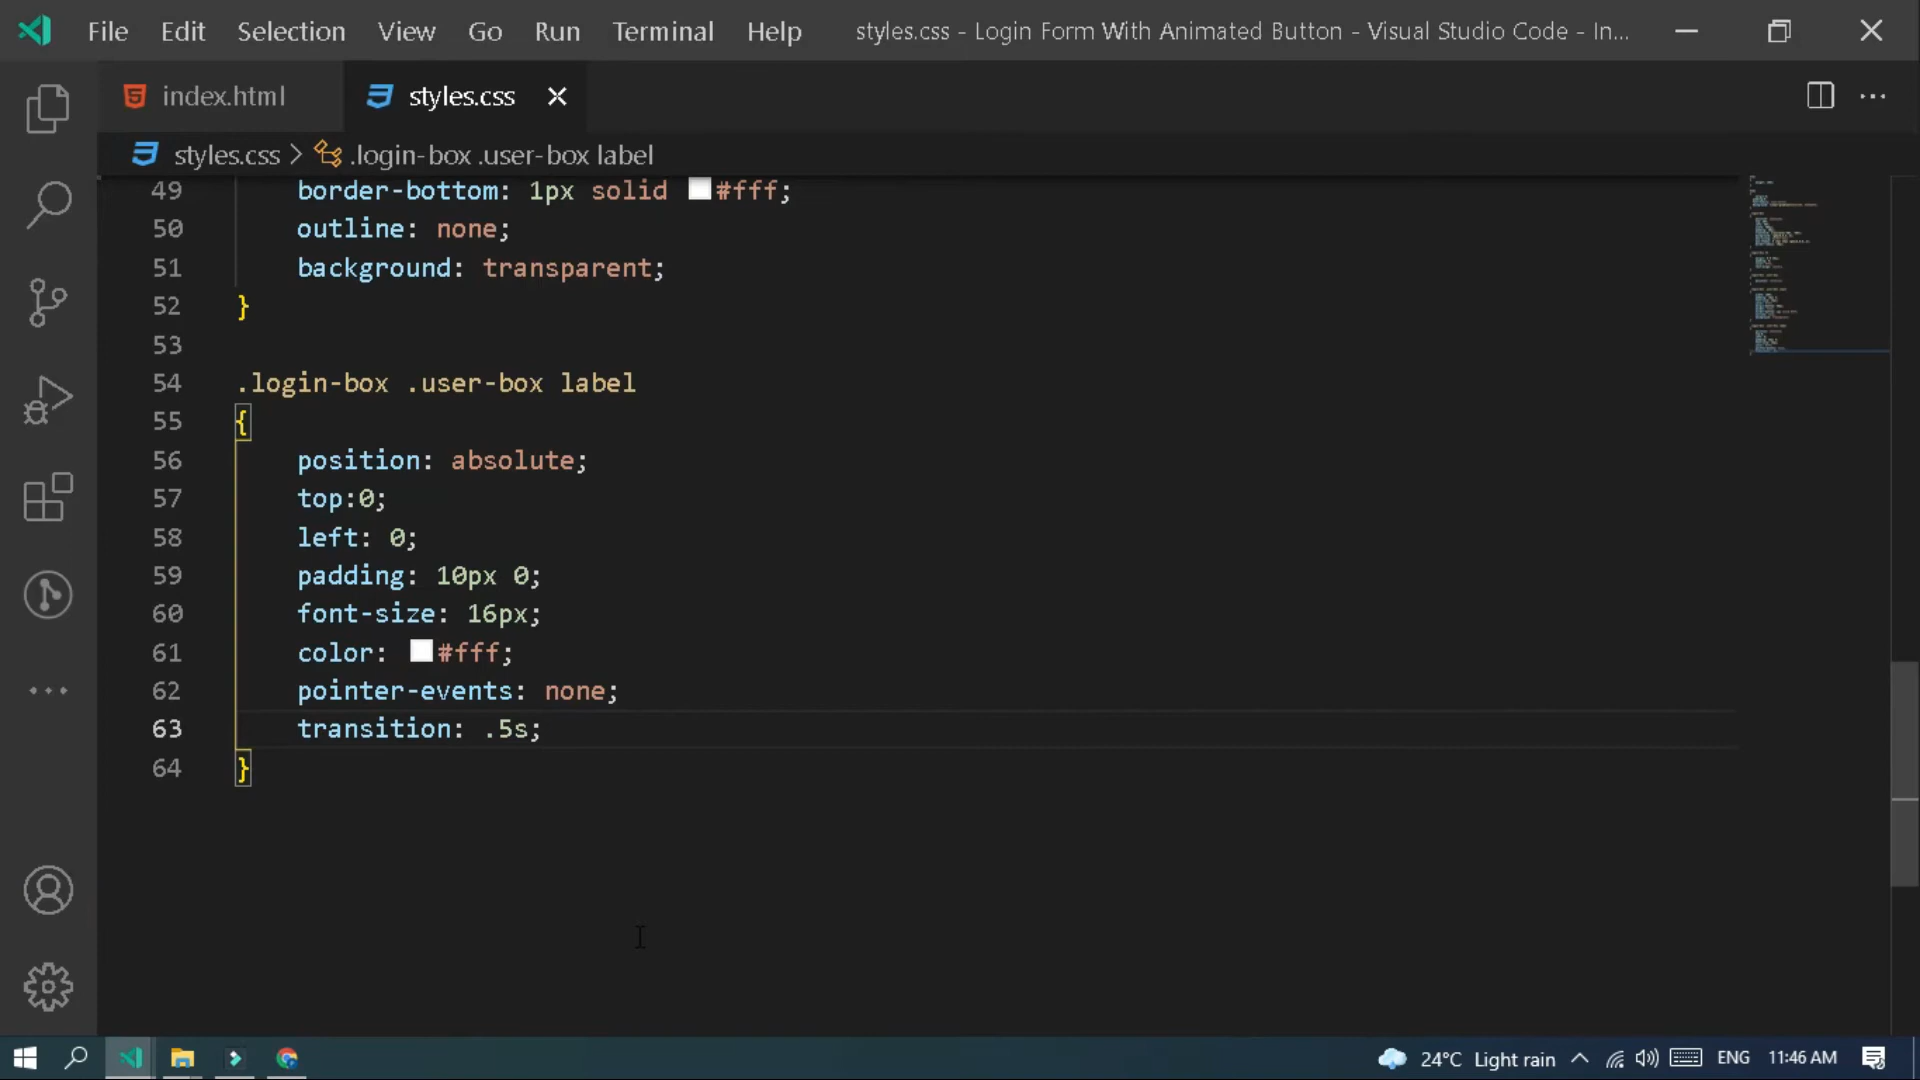 File Edit Selection View Go Run Terminal Help styles.css - Login Form With Animated Button - Visual Studio Code - In...
index.html styles.css
styles.css > .login-box .user-box label
49 border-bottom: 1px solid #fff;
50 outline: none;
51 background: transparent;
52 }
53
54 .login-box .user-box label
55 {
56 position: absolute;
57 top:0;
58 left: 0;
59 padding: 10px 0;
60 font-size: 16px;
61 color: #fff;
62 pointer-events: none;
63 transition: .5s;
64 }
24°C Light rain ENG 11:46 AM